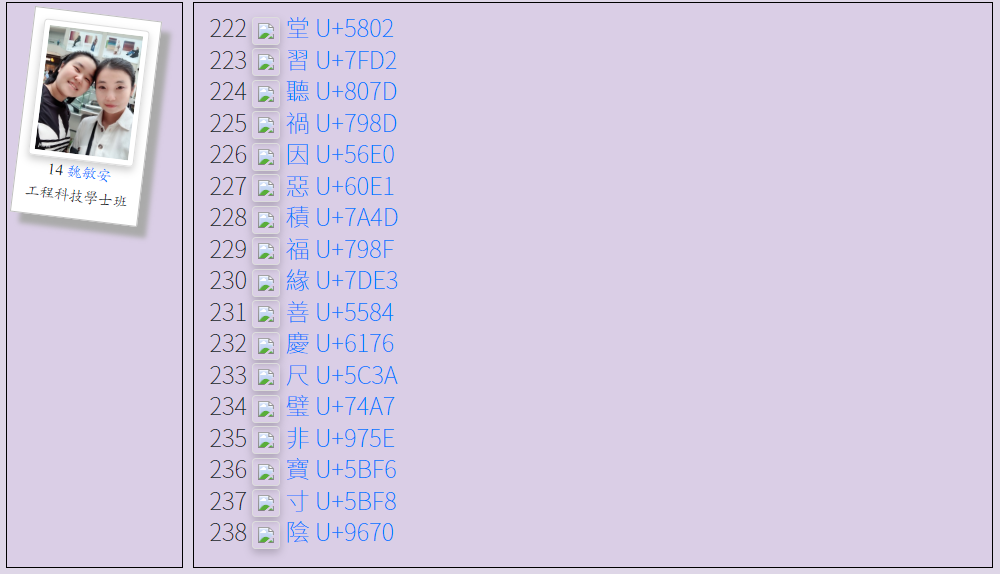 14 魏敏安
工程科技學士班
222 堂 U+5802
223 習 U+7FD2
224 聽 U+807D
225 禍 U+798D
226 因 U+56E0
227 惡 U+60E1
228 積 U+7A4D
229 福 U+798F
230 緣 U+7DE3
231 善 U+5584
232 慶 U+6176
233 尺 U+5C3A
234 璧 U+74A7
235 非 U+975E
236 寶 U+5BF6
237 寸 U+5BF8
238 陰 U+9670